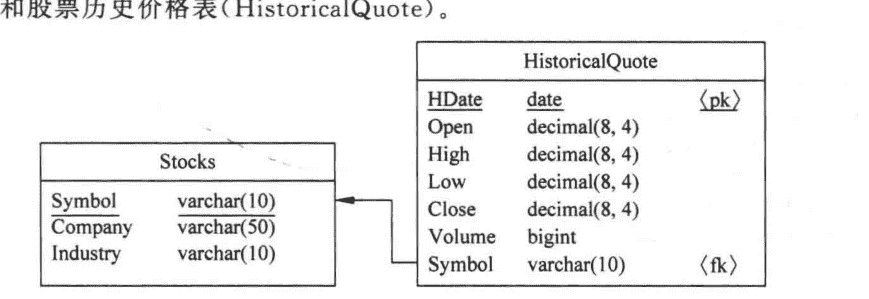 和股票历史价格表(HistoricalQuote)。
HistoricalQuote
HDate date 〈pk〉
Open decimal(8, 4)
High decimal(8, 4)
Low decimal(8, 4)
Close decimal(8, 4)
Volume bigint
Symbol varchar(10) 〈fk〉
Stocks
Symbol varchar(10)
Company varchar(50)
Industry varchar(10)